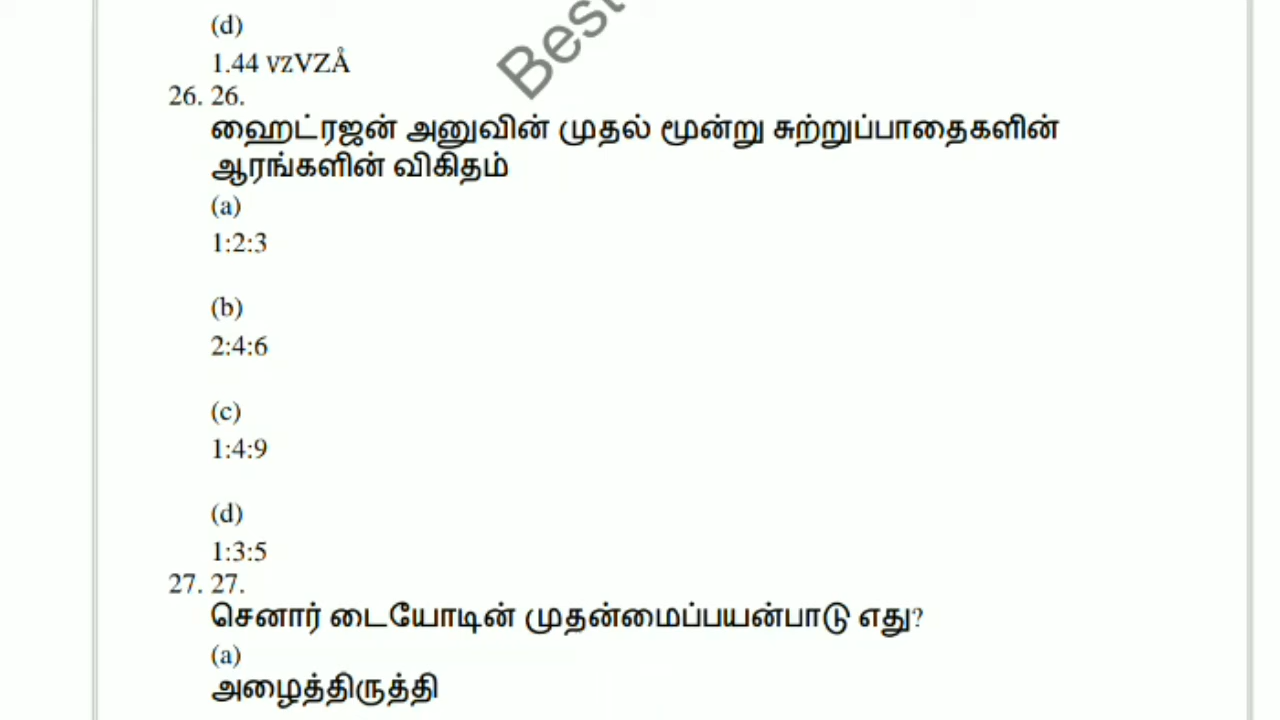 (d)
1.44 vzVZÅ
Best
26. 26.
ஹைட்ரஜன் அனுவின் முதல் மூன்று சுற்றுப்பாதைகளின்
ஆரங்களின் விகிதம்
(a)
1:2:3
(b)
2:4:6
(c)
1:4:9
(d)
1:3:5
27. 27.
செனார் டையோடின் முதன்மைப்பயன்பாடு எது?
(a)
அழைத்திருத்தி